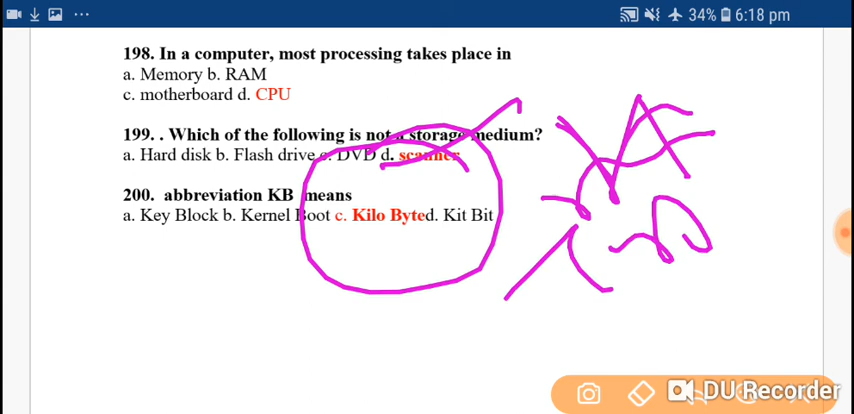 34% 6:18 pm
198. In a computer, most processing takes place in
a. Memory b. RAM
c. motherboard d. CPU
199. . Which of the following is not a storage medium?
a. Hard disk b. Flash drive c. DVD d. scanner
200. abbreviation KB means
a. Key Block b. Kernel Boot c. Kilo Byted. Kit Bit
DU Recorder